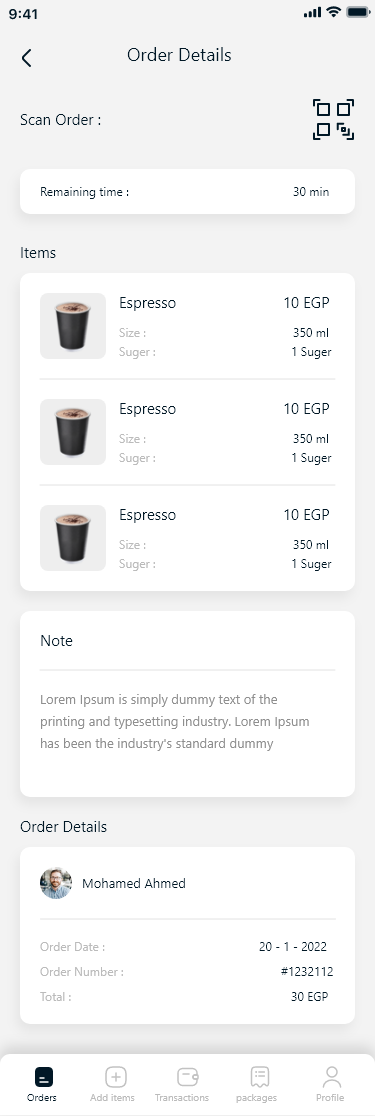 9:41
Order Details
Scan Order :
Remaining time : 30 min
Items
Espresso 10 EGP
Size : 350 ml
Suger : 1 Suger
Espresso 10 EGP
Size : 350 ml
Suger : 1 Suger
Espresso 10 EGP
Size : 350 ml
Suger : 1 Suger
Note
Lorem Ipsum is simply dummy text of the
printing and typesetting industry. Lorem Ipsum
has been the industry's standard dummy
Order Details
Mohamed Ahmed
Order Date : 20 - 1 - 2022
Order Number : #1232112
Total : 30 EGP
Orders Add items Transactions packages Profile